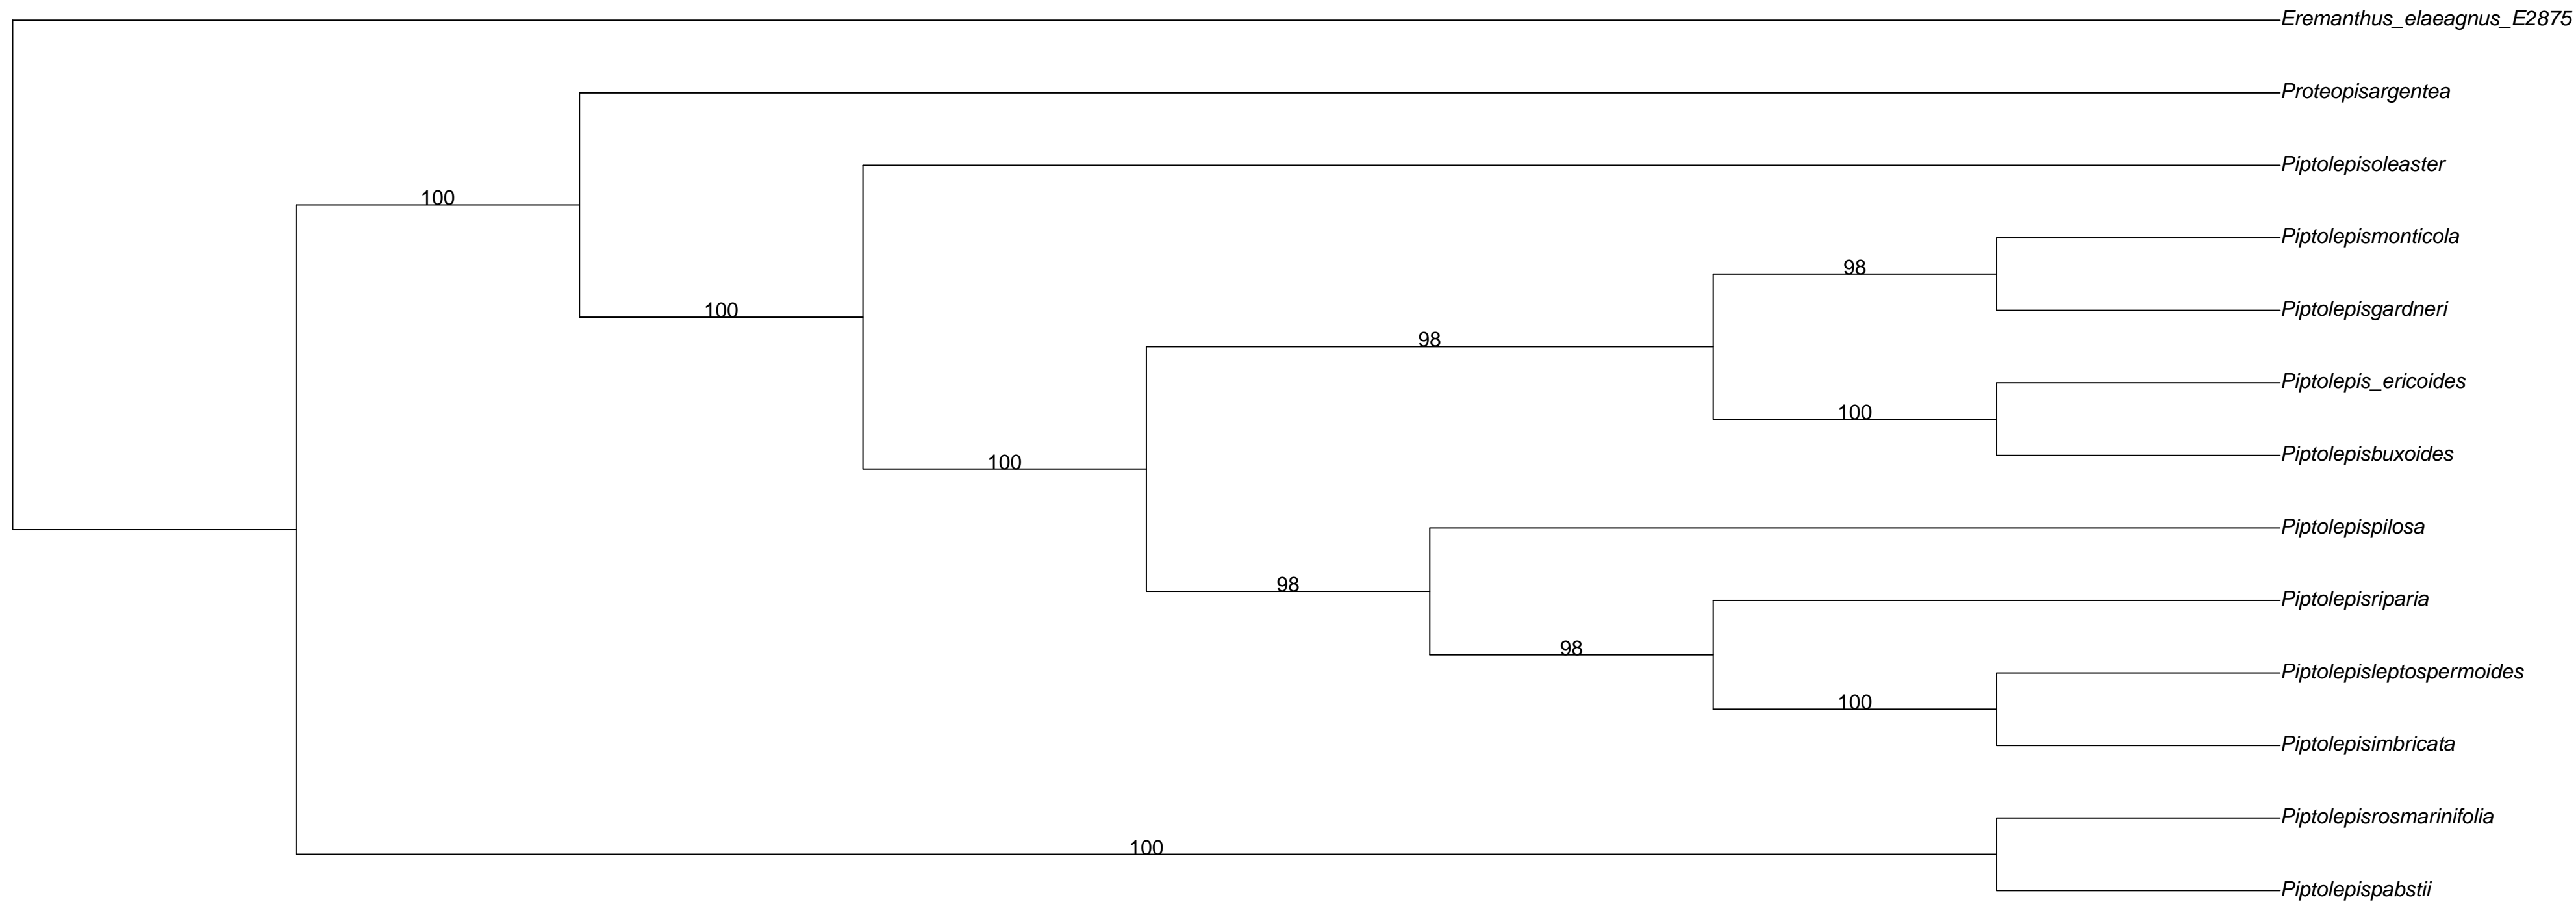 Eremanthus_elaeagnus_E2875
Proteopisargentea
Piptolepisoleaster
100
Piptolepismonticola
98
Piptolepisgardneri
100
98
Piptolepis_ericoides
100
Piptolepisbuxoides
100
Piptolepispilosa
98
Piptolepisriparia
98
Piptolepisleptospermoides
100
Piptolepisimbricata
Piptolepisrosmarinifolia
100
Piptolepispabstii